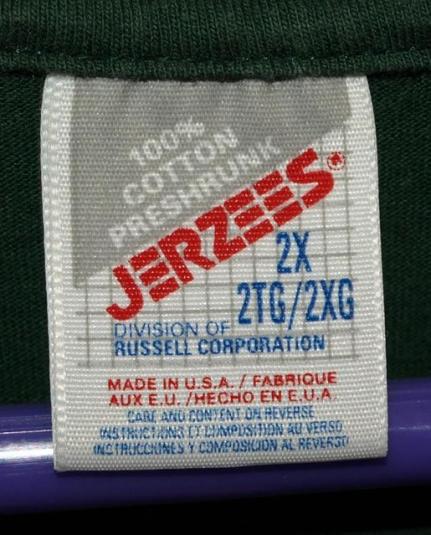 100%
COTTON
PRESHRUNK
JERZEES®
2X
2TG/2XG
DIVISION OF
RUSSELL CORPORATION
MADE IN U.S.A. / FABRIQUE
AUX E.U. /HECHO EN E.U.A.
CARE AND CONTENT ON REVERSE
INSTRUCTIONS ET COMPOSITION AU VERSO
INSTRUCCIONES Y COMPOSICION AL REVERSO